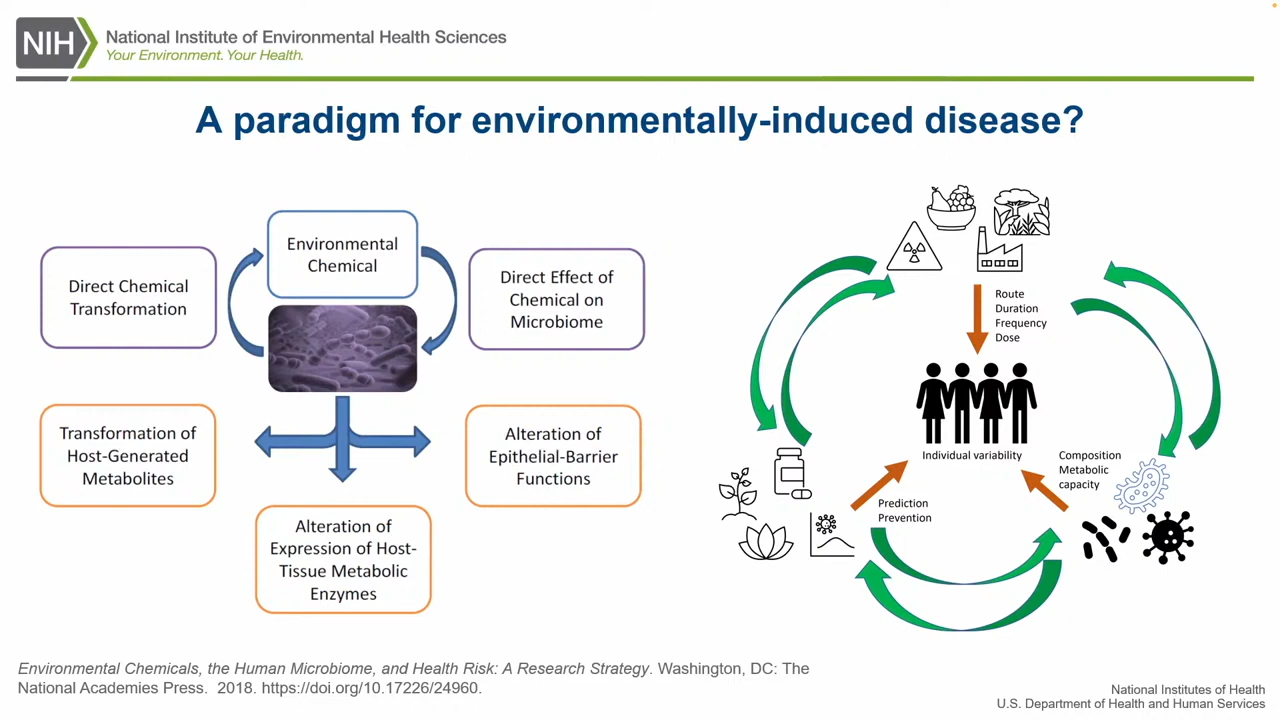 NIH
National Institute of Environmental Health Sciences
Your Environment. Your Health.
A paradigm for environmentally-induced disease?
Environmental
Chemical
Direct Chemical
Transformation
Direct Effect of
Chemical on
Microbiome
Transformation of
Host-Generated
Metabolites
Alteration of
Epithelial-Barrier
Functions
Alteration of
Expression of Host-
Tissue Metabolic
Enzymes
Route
Duration
Frequency
Dose
Individual variability
Composition
Metabolic
capacity
Prediction
Prevention
Environmental Chemicals, the Human Microbiome, and Health Risk: A Research Strategy. Washington, DC: The
National Academies Press.  2018. https://doi.org/10.17226/24960.
National Institutes of Health
U.S. Department of Health and Human Services